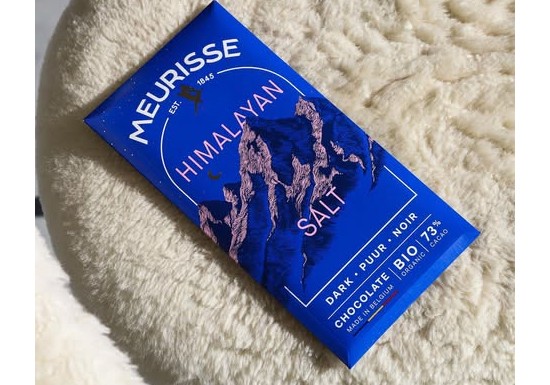 MEURISSE
EST. 1845
HIMALAYAN
SALT
DARK • PUUR • NOIR
CHOCOLATE BIO 73%
MADE IN BELGIUM ORGANIC CACAO